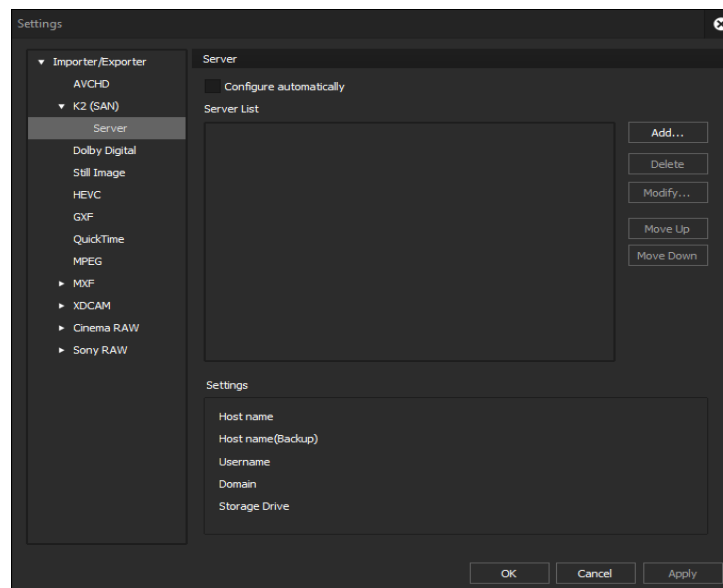 Settings
Importer/Exporter
AVCHD
K2 (SAN)
Server
Dolby Digital
Still Image
HEVC
GXF
QuickTime
MPEG
MXF
XDCAM
Cinema RAW
Sony RAW
Server
Configure automatically
Server List
Add...
Delete
Modify...
Move Up
Move Down
Settings
Host name
Host name(Backup)
Username
Domain
Storage Drive
OK
Cancel
Apply